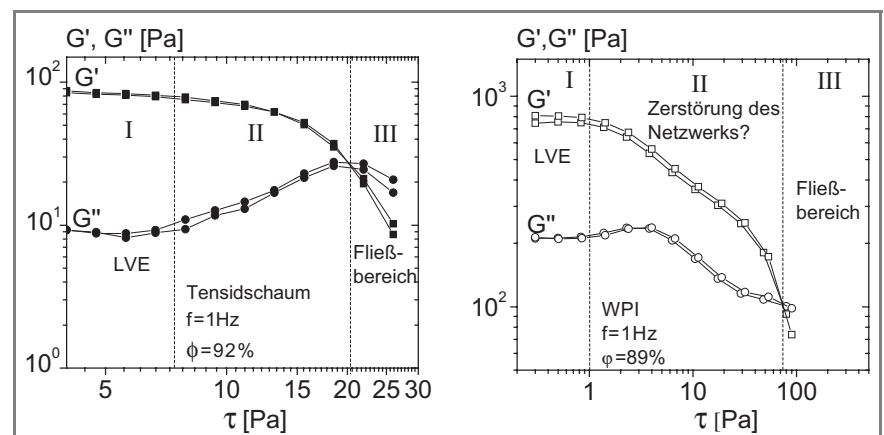 G', G'' [Pa]
10²
G'
I
II
III
10¹
G''
LVE
Fließ-
bereich
Tensidschaum
f=1Hz
ϕ=92%
10⁰
5
10
15
20
30
τ [Pa]
G',G'' [Pa]
I
II
III
10³
G'
Zerstörung des
Netzwerks?
LVE
Fließ-
bereich
G''
10²
WPI
f=1Hz
φ=89%
1
10
100
τ [Pa]